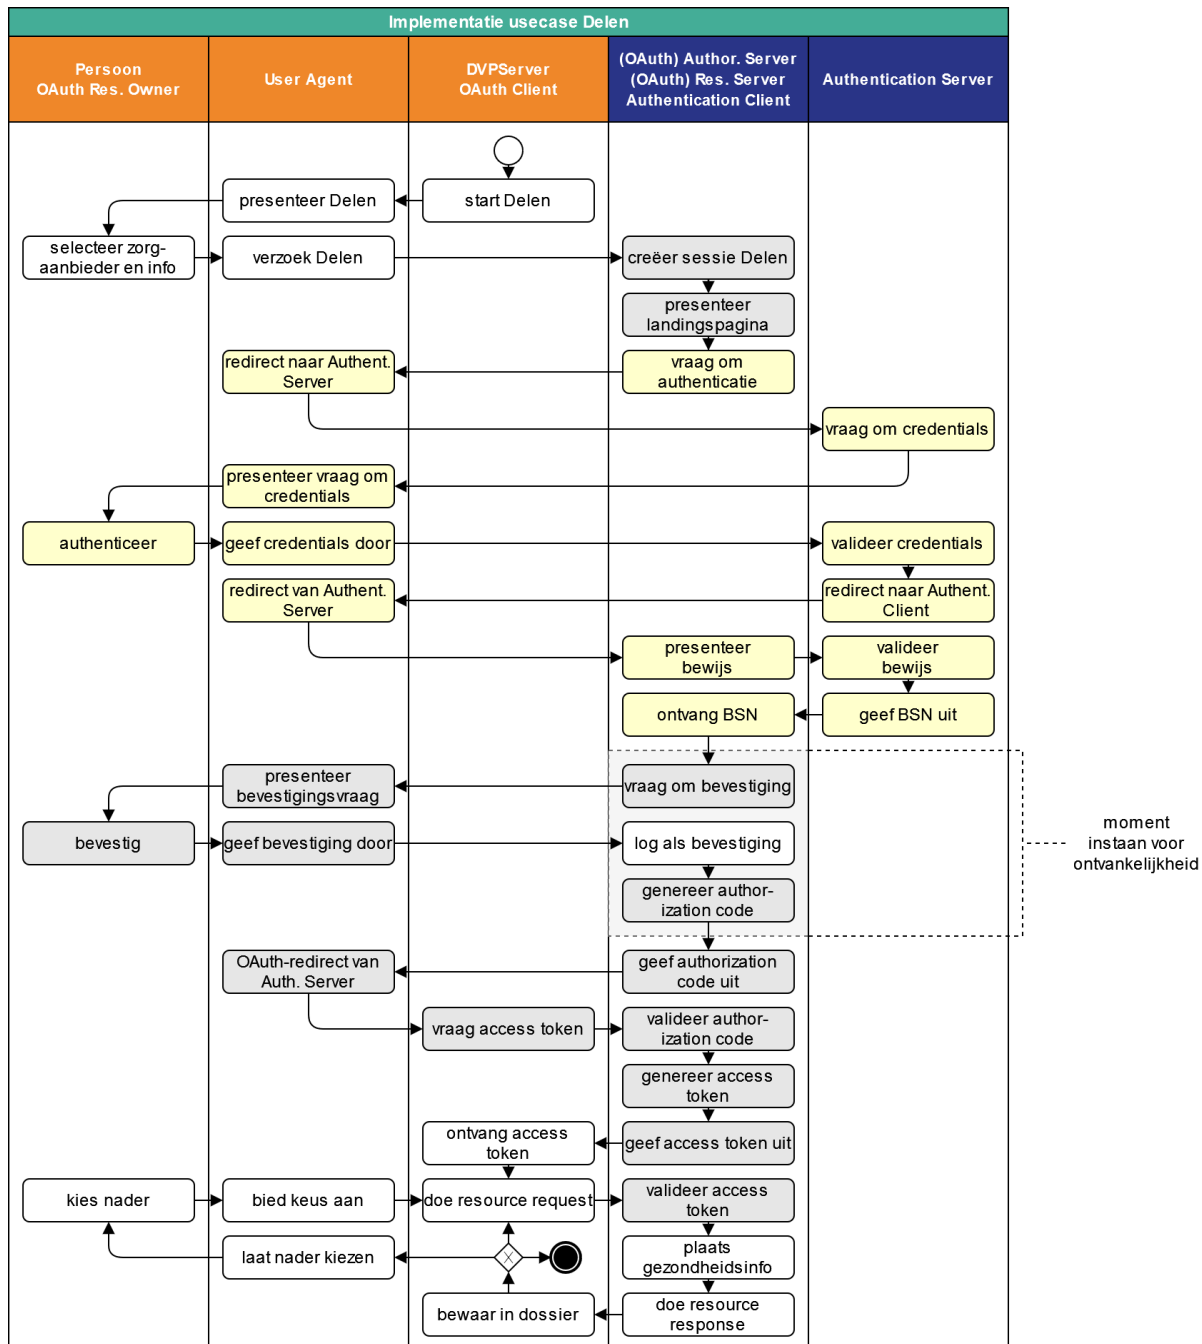 Implementatie usecase Delen
Persoon
OAuth Res. Owner
User Agent
DVPServer
OAuth Client
(OAuth) Author. Server
(OAuth) Res. Server
Authentication Client
Authentication Server
presenteer Delen
start Delen
selecteer zorg-
aanbieder en info
verzoek Delen
creëer sessie Delen
presenteer
landingspagina
redirect naar Authent.
Server
vraag om
authenticatie
vraag om credentials
presenteer vraag om
credentials
authenticeer
geef credentials door
valideer credentials
redirect van Authent.
Server
redirect naar Authent.
Client
presenteer
bewijs
valideer
bewijs
ontvang BSN
geef BSN uit
presenteer
bevestigingsvraag
vraag om bevestiging
bevestig
geef bevestiging door
log als bevestiging
moment
instaan voor
ontvankelijkheid
genereer author-
ization code
OAuth-redirect van
Auth. Server
geef authorization
code uit
vraag access token
valideer author-
ization code
genereer access
token
ontvang access
token
geef access token uit
kies nader
bied keus aan
doe resource request
valideer access
token
laat nader kiezen
X
plaats
gezondheidsinfo
bewaar in dossier
doe resource
response